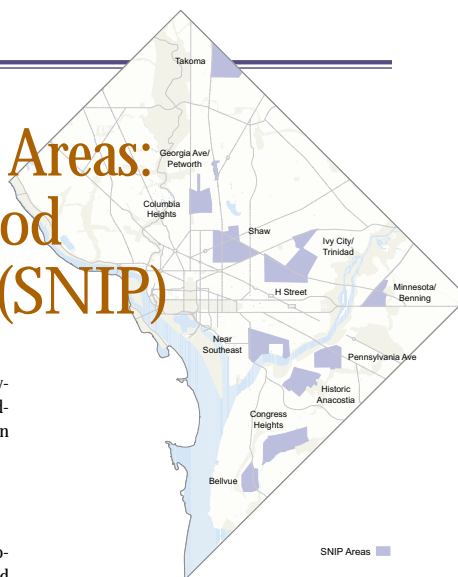 Areas:
od
(SNIP)
y-
d-
n
o-
d
Takoma
Georgia Ave/
Petworth
Columbia
Heights
Shaw
Ivy City/
Trinidad
H Street
Minnesota/
Benning
Near
Southeast
Pennsylvania Ave
Historic
Anacostia
Congress
Heights
Bellvue
SNIP Areas